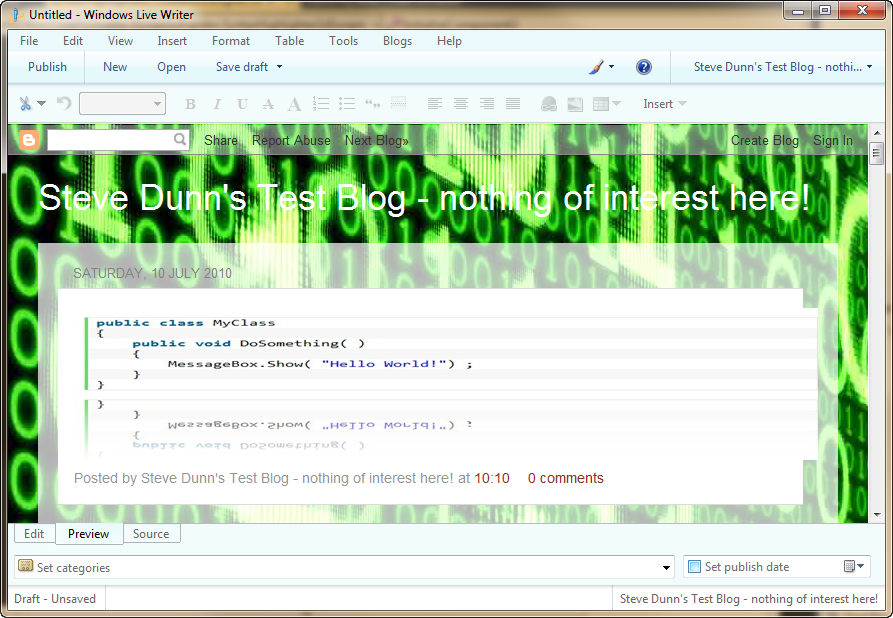 Untitled - Windows Live Writer
File Edit View Insert Format Table Tools Blogs Help
Publish New Open Save draft Steve Dunn's Test Blog - nothi...
B I U A A Insert
Share Report Abuse Next Blog» Create Blog Sign In
Steve Dunn's Test Blog - nothing of interest here!
SATURDAY, 10 JULY 2010
public class MyClass
{
public void DoSomething( )
{
MessageBox.Show( "Hello World!") ;
}
}
}
}
MessageBox.Show( "Hello World!") ;
{
public void DoSomething( )
{
Posted by Steve Dunn's Test Blog - nothing of interest here! at 10:10 0 comments
Edit Preview Source
Set categories Set publish date
Draft - Unsaved Steve Dunn's Test Blog - nothing of interest here!